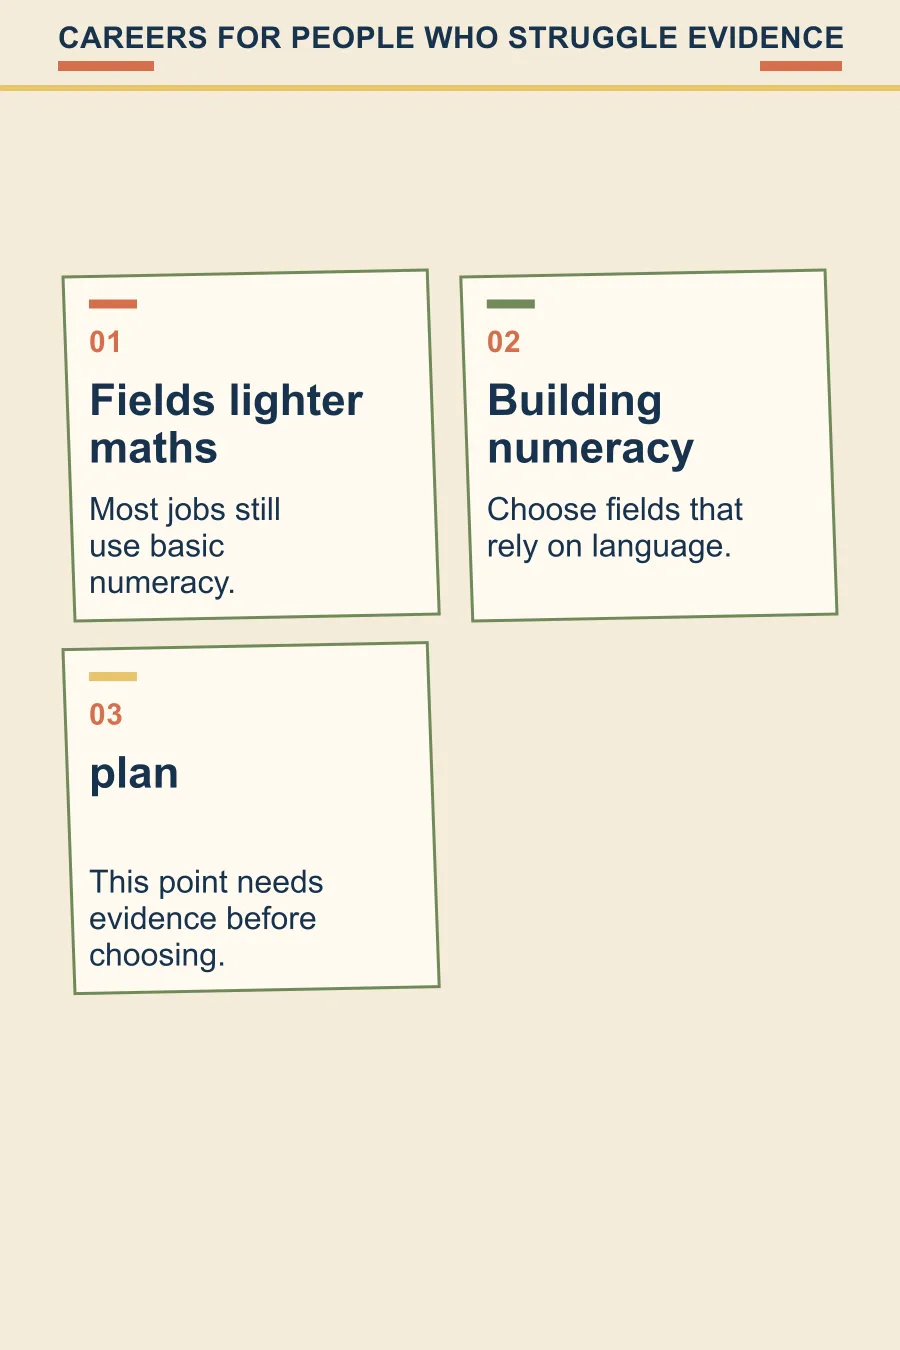 CAREERS FOR PEOPLE WHO STRUGGLE EVIDENCE
01
Fields lighter
maths
Most jobs still
use basic
numeracy.
02
Building
numeracy
Choose fields that
rely on language.
03
plan
This point needs
evidence before
choosing.